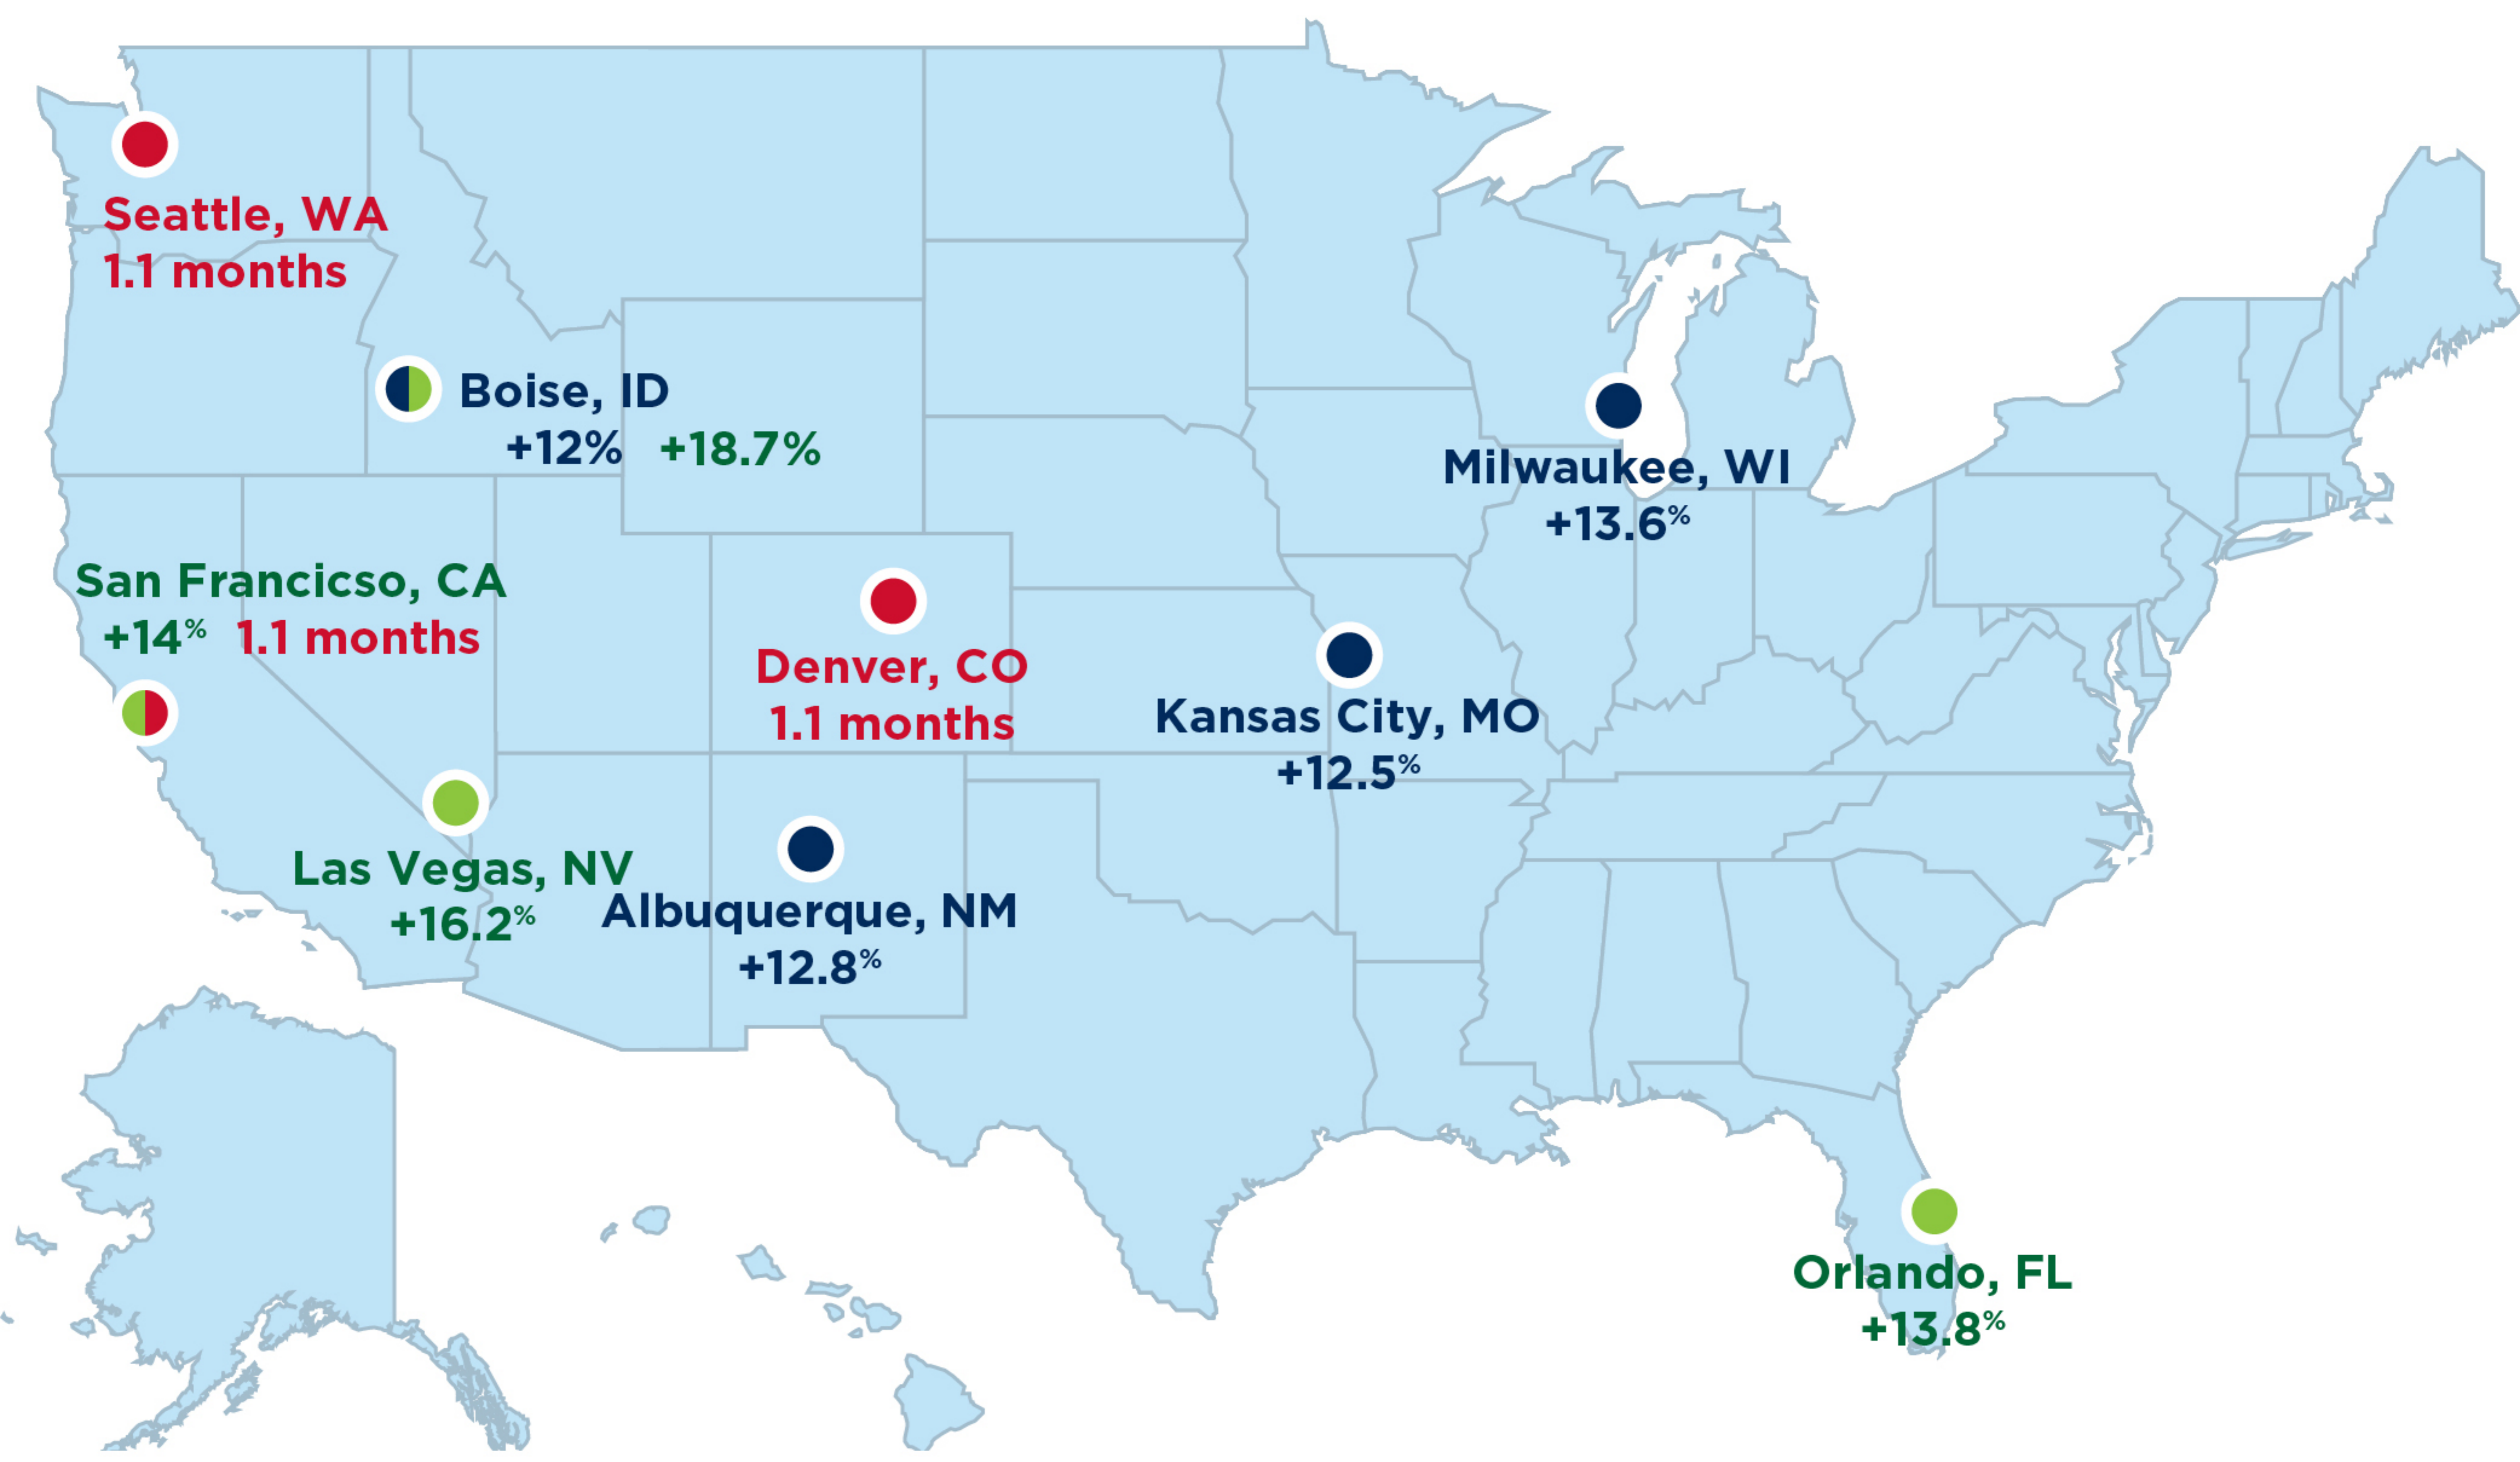 Seattle, WA
1.1 months
Boise, ID
+12% +18.7%
Milwaukee, WI
+13.6%
San Francicso, CA
+14% 1.1 months
Denver, CO
1.1 months
Kansas City, MO
+12.5%
Las Vegas, NV
+16.2%
Albuquerque, NM
+12.8%
Orlando, FL
+13.8%